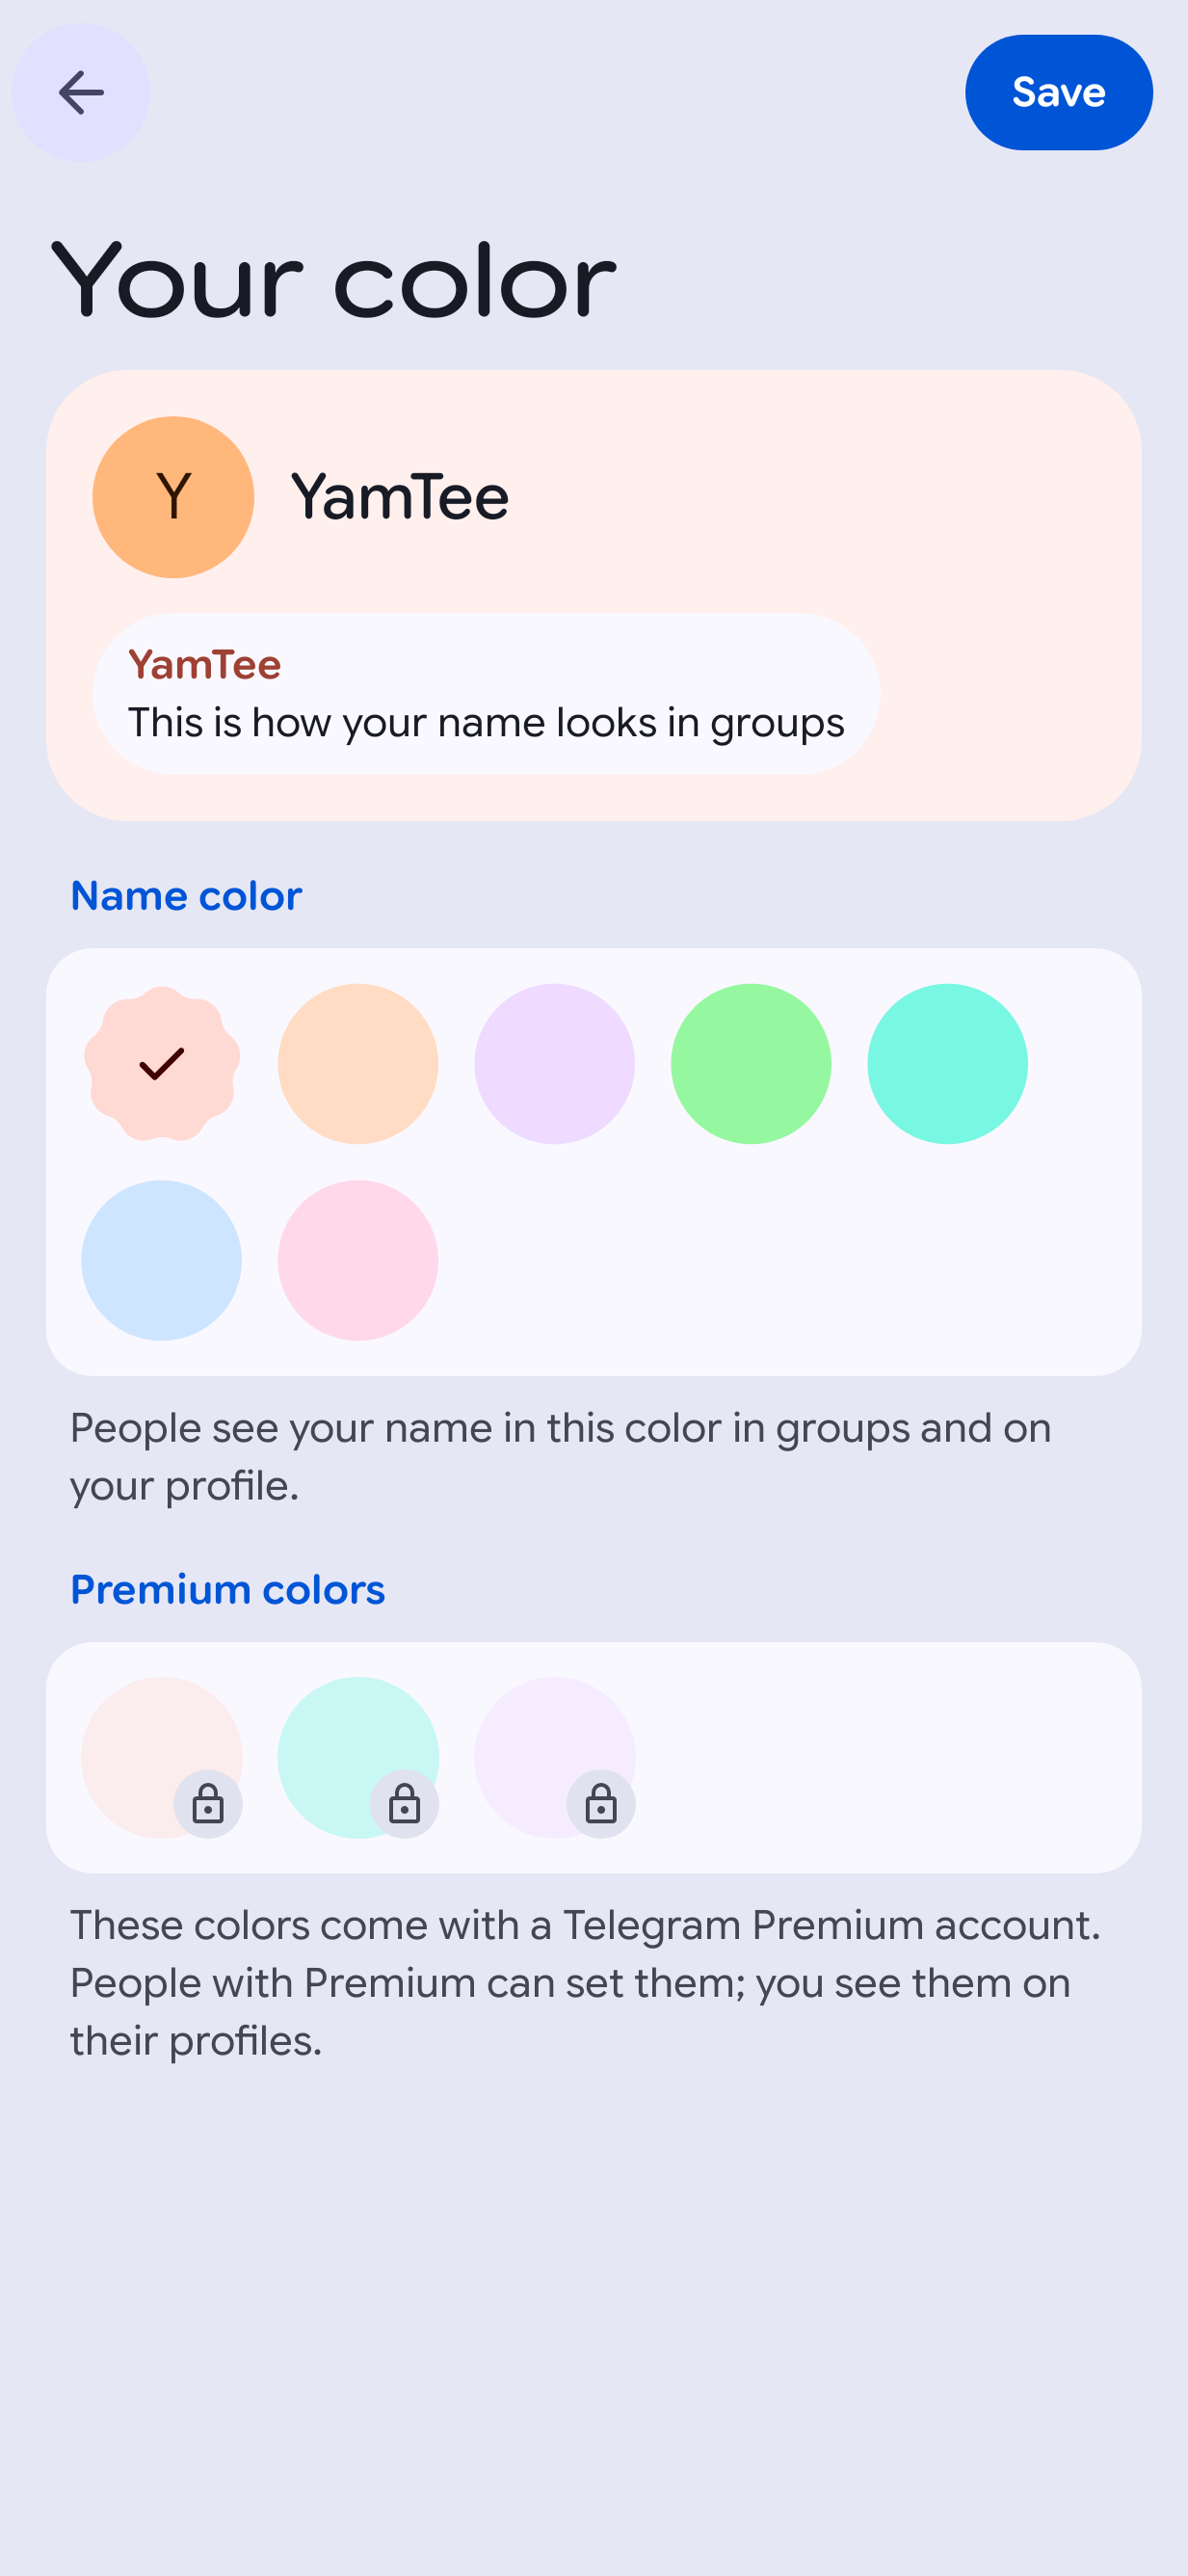 Save
Your color
Y
YamTee
YamTee
This is how your name looks in groups
Name color
People see your name in this color in groups and on
your profile.
Premium colors
These colors come with a Telegram Premium account.
People with Premium can set them; you see them on
their profiles.